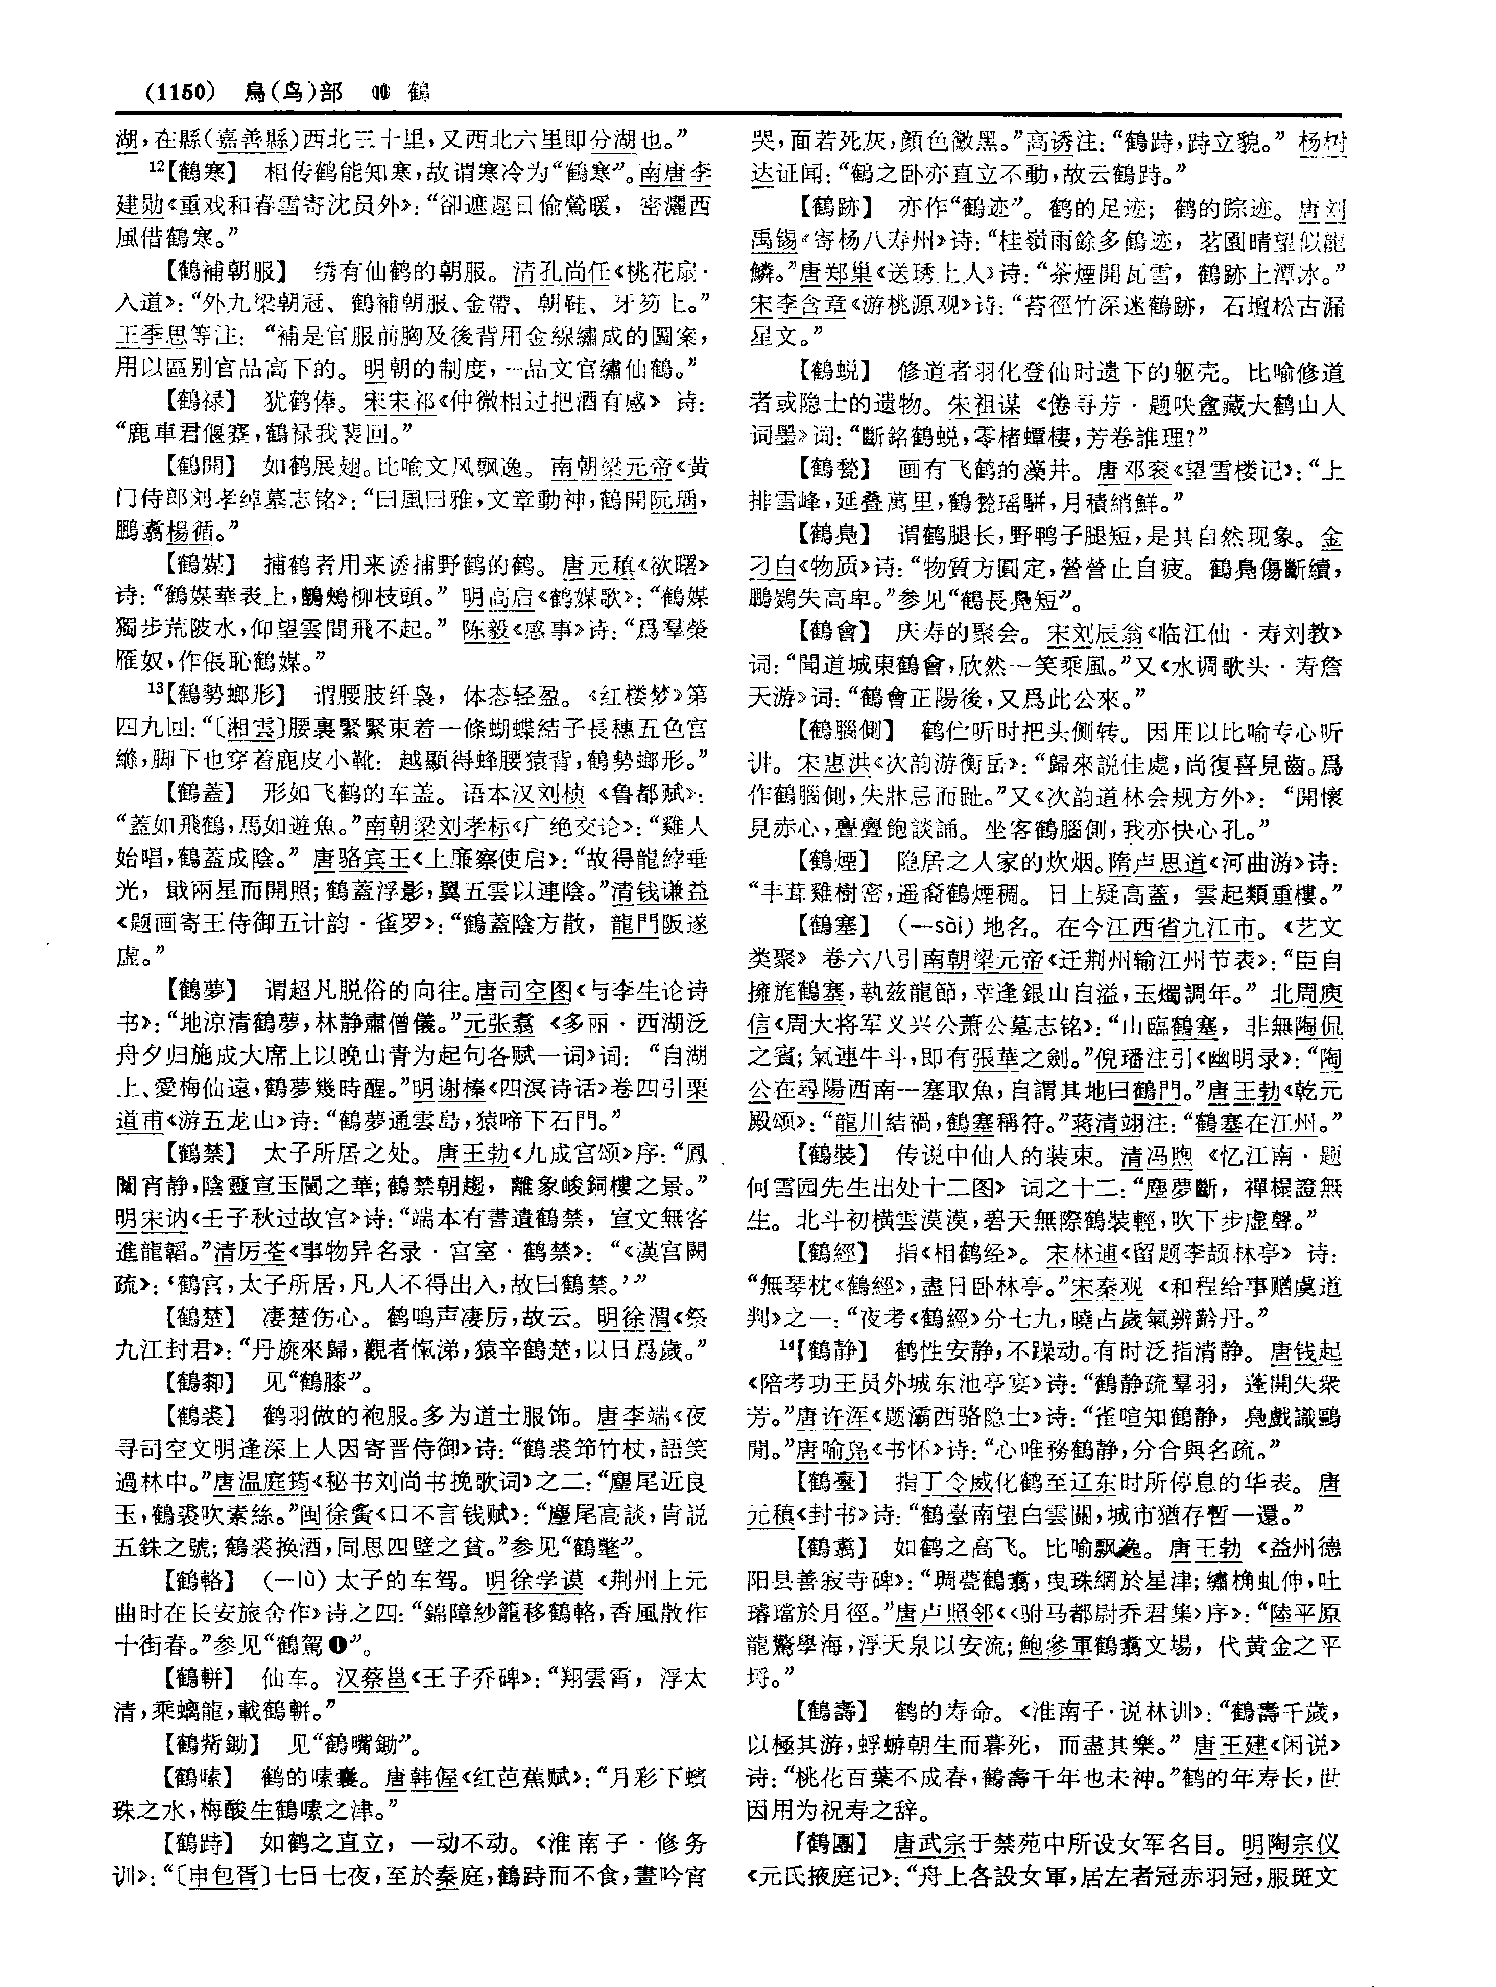 (1150) 鳥(鸟)部 ⑩ 鶴
湖,在縣(嘉善縣)西北三十里,又西北六里即分湖也。”
12【鶴寒】 相传鹤能知寒,故谓寒冷为“鶴寒”。南唐李
建勋《重戏和春雪寄沈员外》:“卻遮遲日偷鶯暖,密灑西
風借鶴寒。”
【鶴補朝服】 绣有仙鹤的朝服。清孔尚任《桃花扇·
入道》:“外九梁朝冠、鶴補朝服、金帶、朝鞋、牙笏上。”
王季思等注:“補是官服前胸及後背用金線繡成的圖案,
用以區别官品高下的。明朝的制度,一品文官繡仙鶴。”
【鶴禄】 犹鹤俸。宋宋祁《仲微相过把酒有感》诗:
“鹿車君偃蹇,鶴禄我裴回。”
【鶴開】 如鹤展翅。比喻文风飘逸。南朝梁元帝《黄
门侍郎刘孝绰墓志铭》:“曰風曰雅,文章動神,鶴開阮瑀,
鵬翥楊脩。”
【鶴媒】 捕鹤者用来诱捕野鹤的鹤。唐元稹《欲曙》
诗:“鶴媒華表上,鸜鵒柳枝頭。”明高启《鹤媒歌》:“鶴媒
獨步荒陂水,仰望雲間飛不起。”陈毅《感事》诗:“爲羣榮
雁奴,作倀恥鶴媒。”
13【鶴勢螂形】 谓腰肢纤袅,体态轻盈。《红楼梦》第
四九回:“〔湘雲〕腰裏緊緊束着一條蝴蝶結子長穗五色宫
縧,脚下也穿着鹿皮小靴:越顯得蜂腰猿背,鶴勢螂形。”
【鶴蓋】 形如飞鹤的车盖。语本汉刘桢《鲁都赋》:
“蓋如飛鶴,馬如遊魚。”南朝梁刘孝标《广绝交论》:“雞人
始唱,鶴蓋成陰。”唐骆宾王《上廉察使启》:“故得龍綍垂
光,戢兩星而開照;鶴蓋浮影,翼五雲以連陰。”清钱谦益
《题画寄王侍御五计韵·雀罗》:“鶴蓋陰方散,龍門阪遂
虚。”
【鶴夢】 谓超凡脱俗的向往。唐司空图《与李生论诗
书》:“地涼清鶴夢,林静肅僧儀。”元张翥《多丽·西湖泛
舟夕归施成大席上以晚山青为起句各赋一词》词:“自湖
上、愛梅仙遠,鶴夢幾時醒。”明谢榛《四溟诗话》卷四引栗
道甫《游五龙山》诗:“鶴夢通雲島,猿啼下石門。”
【鶴禁】 太子所居之处。唐王勃《九成宫颂》序:“鳳
闈宵静,陰靈宣玉閫之華;鶴禁朝趨,離象峻銅樓之景。”
明宋讷《壬子秋过故宫》诗:“端本有書遺鶴禁,宣文無客
進龍韜。”清厉荃《事物异名录·宫室·鹤禁》:“《漢宫闕
疏》:‘鶴宫,太子所居,凡人不得出入,故曰鶴禁。’”
【鶴楚】 凄楚伤心。鹤鸣声凄厉,故云。明徐渭《祭
九江封君》:“丹旐來歸,觀者愾涕,猿辛鶴楚,以日爲歲。”
【鶴厀】 见“鶴膝”。
【鶴裘】 鹤羽做的袍服。多为道士服饰。唐李端《夜
寻司空文明逢深上人因寄晋侍御》诗:“鶴裘筇竹杖,語笑
過林中。”唐温庭筠《秘书刘尚书挽歌词》之二:“麈尾近良
玉,鶴裘吹素絲。”闽徐夤《口不言钱赋》:“麈尾高談,肯説
五銖之號;鶴裘换酒,同思四壁之貧。”参见“鶴氅”。
【鶴輅】 (—lù)太子的车驾。明徐学谟《荆州上元
曲时在长安旅舍作》诗之四:“錦障紗籠移鶴輅,香風散作
十街春。”参见“鶴駕❶”。
【鶴軿】 仙车。汉蔡邕《王子乔碑》:“翔雲霄,浮太
清,乘螭龍,載鶴軿。”
【鶴觜鋤】 见“鶴嘴鋤”。
【鶴嗉】 鹤的嗉囊。唐韩偓《红芭蕉赋》:“月彩下蠙
珠之水,梅酸生鶴嗉之津。”
【鶴跱】 如鹤之直立,一动不动。《淮南子·修务
训》:“〔申包胥〕七日七夜,至於秦庭,鶴跱而不食,晝吟宵
哭,面若死灰,顔色黴黑。”高诱注:“鶴跱,跱立貌。”杨树
达证闻:“鶴之卧亦直立不動,故云鶴跱。”
【鶴跡】 亦作“鶴迹”。鹤的足迹;鹤的踪迹。唐刘
禹锡《寄杨八寿州》诗:“桂嶺雨餘多鶴迹,茗園晴望似龍
鱗。”唐郑巢《送琇上人》诗:“茶煙開瓦雪,鶴跡上潭冰。”
宋李含章《游桃源观》诗:“苔徑竹深迷鶴跡,石壇松古漏
星文。”
【鶴蜕】 修道者羽化登仙时遗下的躯壳。比喻修道
者或隐士的遗物。朱祖谋《倦寻芳·题映盦藏大鹤山人
词墨》词:“斷銘鶴蜕,零楮蟫棲,芳卷誰理?”
【鶴甃】 画有飞鹤的藻井。唐邓衮《望雪楼记》:“上
排雪峰,延叠萬里,鶴甃瑶駢,月積綃鮮。”
【鶴鳧】 谓鹤腿长,野鸭子腿短,是其自然现象。金
刁白《物质》诗:“物質方圓定,營營止自疲。鶴鳧傷斷續,
鵬鷃失高卑。”参见“鶴長鳧短”。
【鶴會】 庆寿的聚会。宋刘辰翁《临江仙·寿刘教》
词:“聞道城東鶴會,欣然一笑乘風。”又《水调歌头·寿詹
天游》词:“鶴會正陽後,又爲此公來。”
【鶴腦側】 鹤伫听时把头侧转。因用以比喻专心听
讲。宋惠洪《次韵游衡岳》:“歸來説佳處,尚復喜見齒。爲
作鶴腦側,失牀忌而趾。”又《次韵道林会规方外》:“開懷
見赤心,亹亹飽談誦。坐客鶴腦側,我亦快心孔。”
【鶴煙】 隐居之人家的炊烟。隋卢思道《河曲游》诗:
“丰茸雞樹密,遥裔鶴煙稠。日上疑高蓋,雲起類重樓。”
【鶴塞】 (—sài)地名。在今江西省九江市。《艺文
类聚》卷六八引南朝梁元帝《迁荆州输江州节表》:“臣自
擁旄鶴塞,執兹龍節,幸逢銀山自溢,玉燭調年。”北周庾
信《周大将军义兴公萧公墓志铭》:“山臨鶴塞,非無陶侃
之賓;氣連牛斗,即有張華之劍。”倪璠注引《幽明录》:“陶
公在尋陽西南一塞取魚,自謂其地曰鶴門。”唐王勃《乾元
殿颂》:“龍川結禍,鶴塞稱符。”蒋清翊注:“鶴塞在江州。”
【鶴裝】 传说中仙人的装束。清冯煦《忆江南·题
何雪园先生出处十二图》词之十二:“塵夢斷,禪榻證無
生。北斗初横雲漠漠,碧天無際鶴裝輕,吹下步虚聲。”
【鶴經】 指《相鹤经》。宋林逋《留题李颉林亭》诗:
“無琴枕《鶴經》,盡日卧林亭。”宋秦观《和程给事赠虞道
判》之一:“夜考《鶴經》分七九,曉占歲氣辨齡丹。”
14【鶴静】 鹤性安静,不躁动。有时泛指清静。唐钱起
《陪考功王员外城东池亭宴》诗:“鶴静疏羣羽,蓬開失衆
芳。”唐许浑《题灞西骆隐士》诗:“雀喧知鶴静,鳧戲識鷗
閒。”唐喻凫《书怀》诗:“心唯務鶴静,分合與名疏。”
【鶴臺】 指丁令威化鹤至辽东时所停息的华表。唐
元稹《封书》诗:“鶴臺南望白雲關,城市猶存暫一還。”
【鶴翥】 如鹤之高飞。比喻飘逸。唐王勃《益州德
阳县善寂寺碑》:“琱甍鶴翥,曳珠網於星津;繡桷虬伸,吐
璿璫於月徑。”唐卢照邻《〈驸马都尉乔君集〉序》:“陸平原
龍驚學海,浮天泉以安流;鮑參軍鶴翥文場,代黄金之平
埒。”
【鶴壽】 鹤的寿命。《淮南子·说林训》:“鶴壽千歲,
以極其游,蜉蝣朝生而暮死,而盡其樂。”唐王建《闲说》
诗:“桃花百葉不成春,鶴壽千年也未神。”鹤的年寿长,世
因用为祝寿之辞。
【鶴團】 唐武宗于禁苑中所设女军名目。明陶宗仪
《元氏掖庭记》:“舟上各設女軍,居左者冠赤羽冠,服斑文